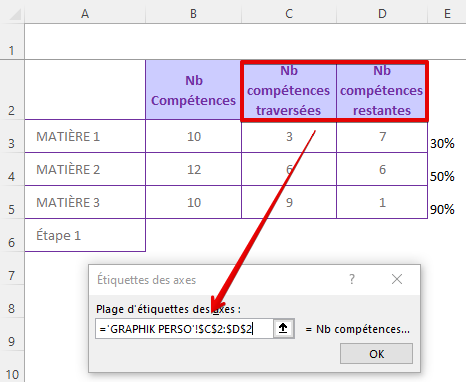 A B C D E
1
2 Nb Compétences Nb compétences traversées Nb compétences restantes
3 MATIÈRE 1 10 3 7 30%
4 MATIÈRE 2 12 6 6 50%
5 MATIÈRE 3 10 9 1 90%
6 Étape 1
7
8
9
10
Étiquettes des axes ? ×
Plage d'étiquettes des axes :
='GRAPHIK PERSO'!$C$2:$D$2 = Nb compétences...
OK